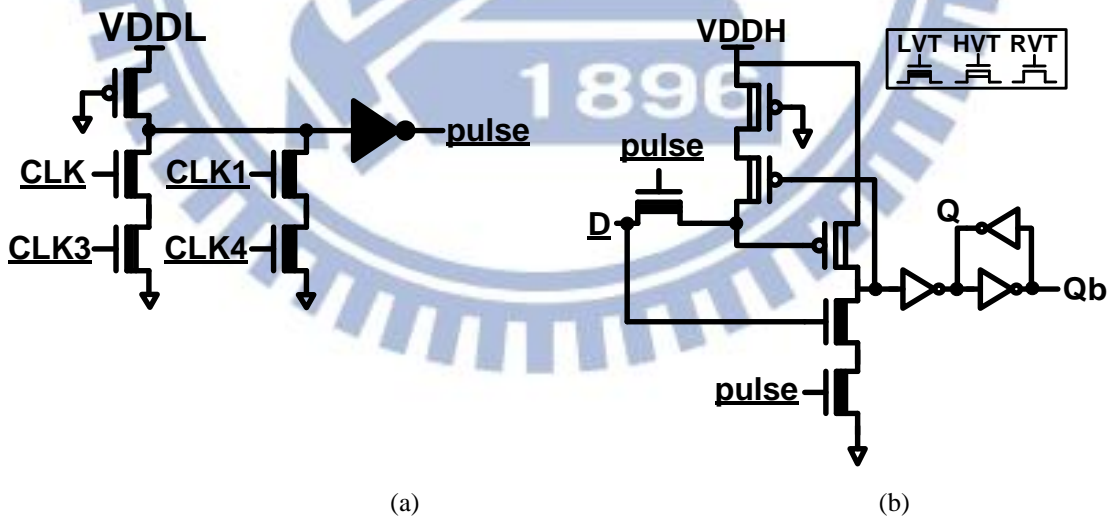 VDDL
VDDH
LVT HVT RVT
1896
pulse
pulse
CLK
CLK1
D
Q
CLK3
CLK4
Qb
pulse
(a)
(b)